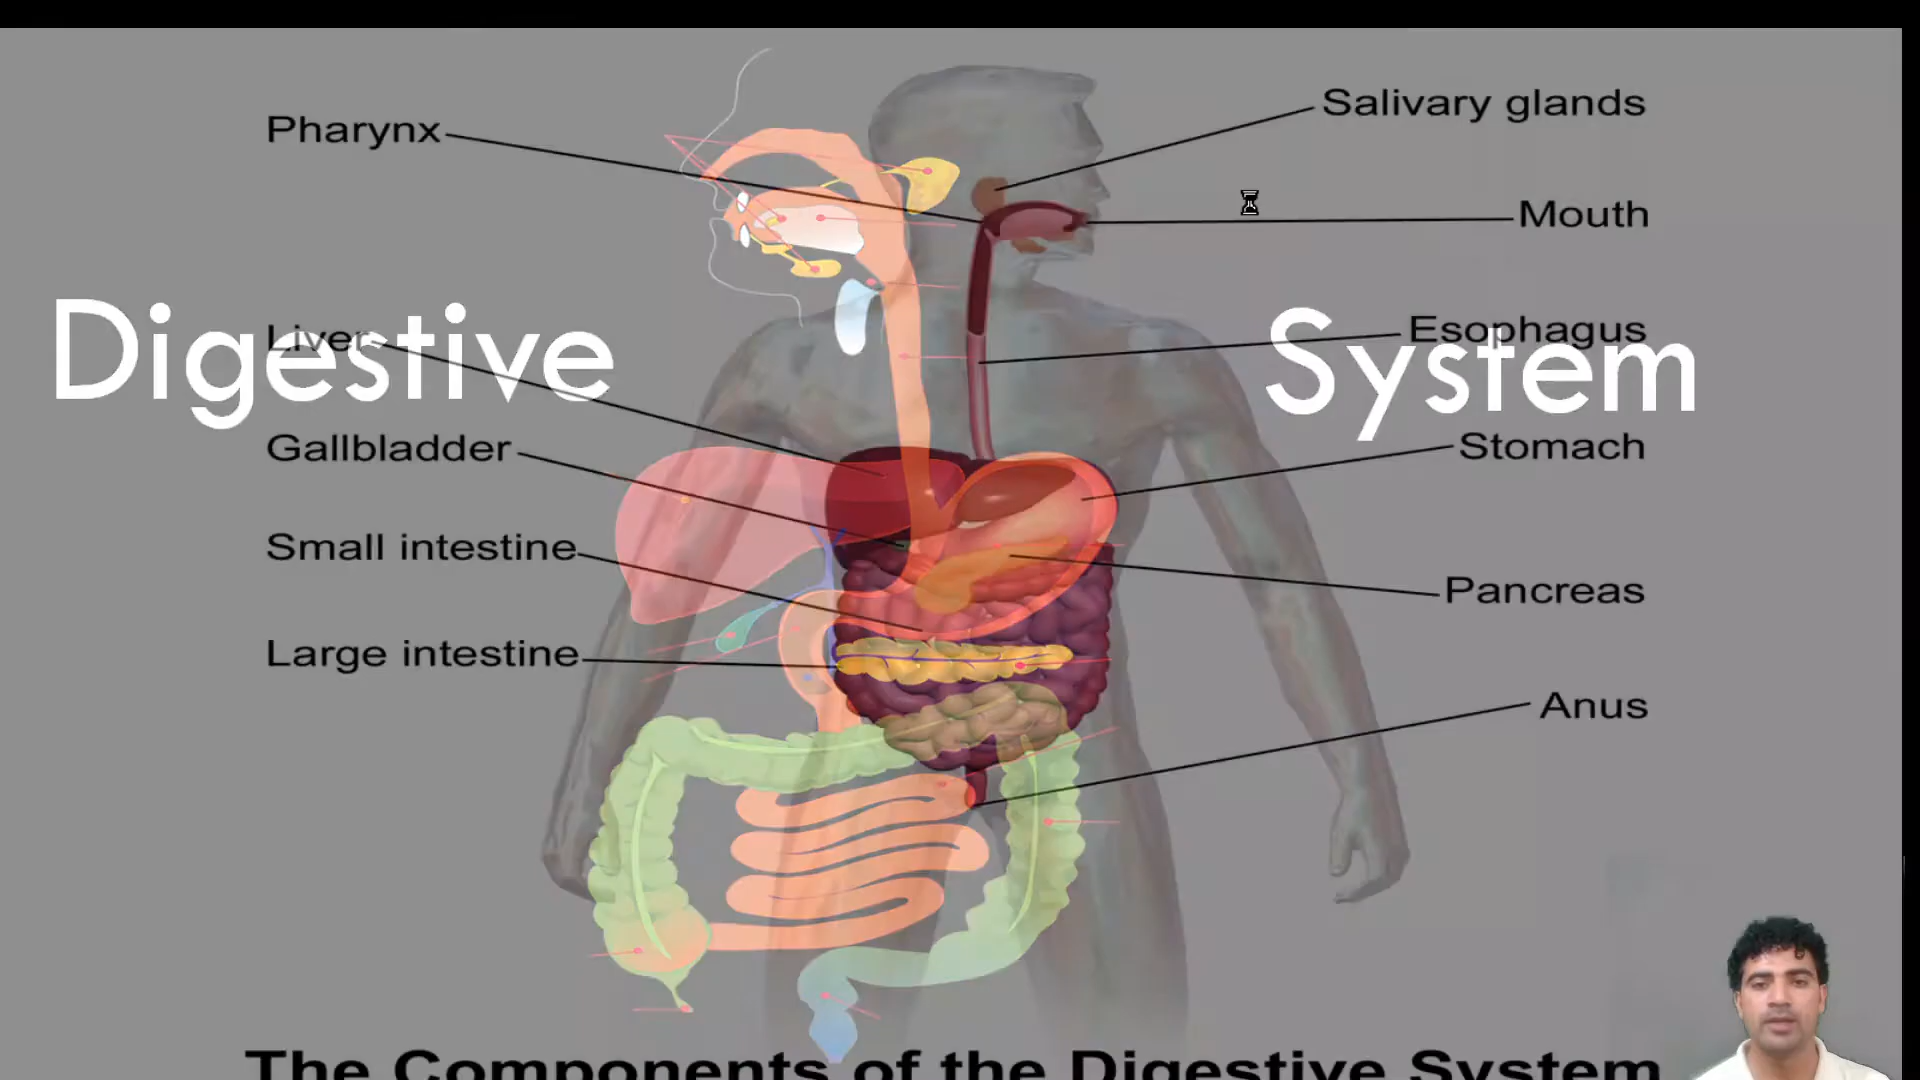 Salivary glands
Pharynx
Mouth
Digestive System
Liver
Esophagus
Gallbladder
Stomach
Small intestine
Pancreas
Large intestine
Anus
The Components of the Digestive System